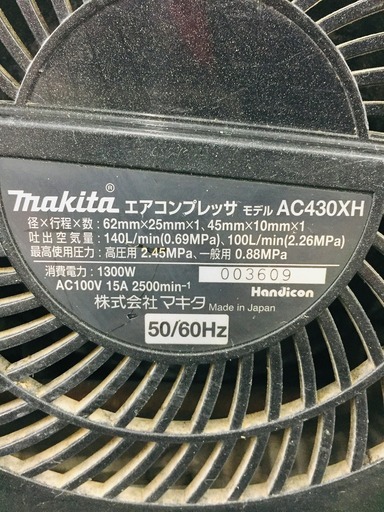 makita® エアコンプレッサ モデル AC430XH
径×行程×数：62mm×25mm×1、45mm×10mm×1
吐出空気量：140L/min(0.69MPa)、100L/min(2.26MPa)
最高使用圧力：高圧用 2.45MPa、一般用 0.88MPa
消費電力：1300W 003609
AC100V 15A 2500min⁻¹ Handicon
株式会社マキタ Made in Japan
50/60Hz